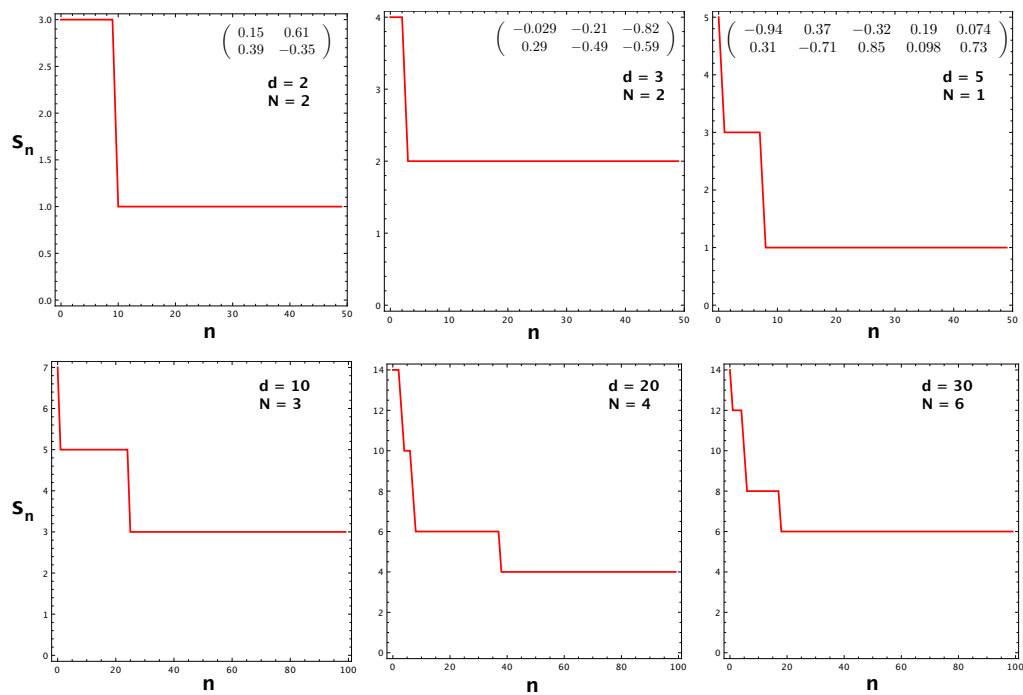 3.0
2.5
2.0
1.5
1.0
0.5
0.0
S_n
0.15 0.61
0.39 −0.35
d = 2
N = 2
0 10 20 30 40 50
n
4
3
2
1
0
−0.029 −0.21 −0.82
0.29 −0.49 −0.59
d = 3
N = 2
0 10 20 30 40 50
n
5
4
3
2
1
0
−0.94 0.37 −0.32 0.19 0.074
0.31 −0.71 0.85 0.098 0.73
d = 5
N = 1
0 10 20 30 40 50
n
7
6
5
4
3
2
1
0
S_n
d = 10
N = 3
0 20 40 60 80 100
n
14
12
10
8
6
4
2
0
d = 20
N = 4
0 20 40 60 80 100
n
14
12
10
8
6
4
2
0
d = 30
N = 6
0 20 40 60 80 100
n